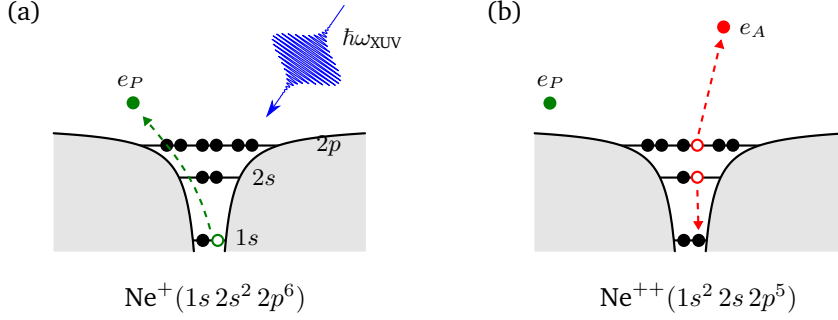 (a)
ℏω_XUV
e_P
2p
2s
1s
Ne⁺(1s 2s² 2p⁶)
(b)
e_A
e_P
Ne⁺⁺(1s² 2s 2p⁵)